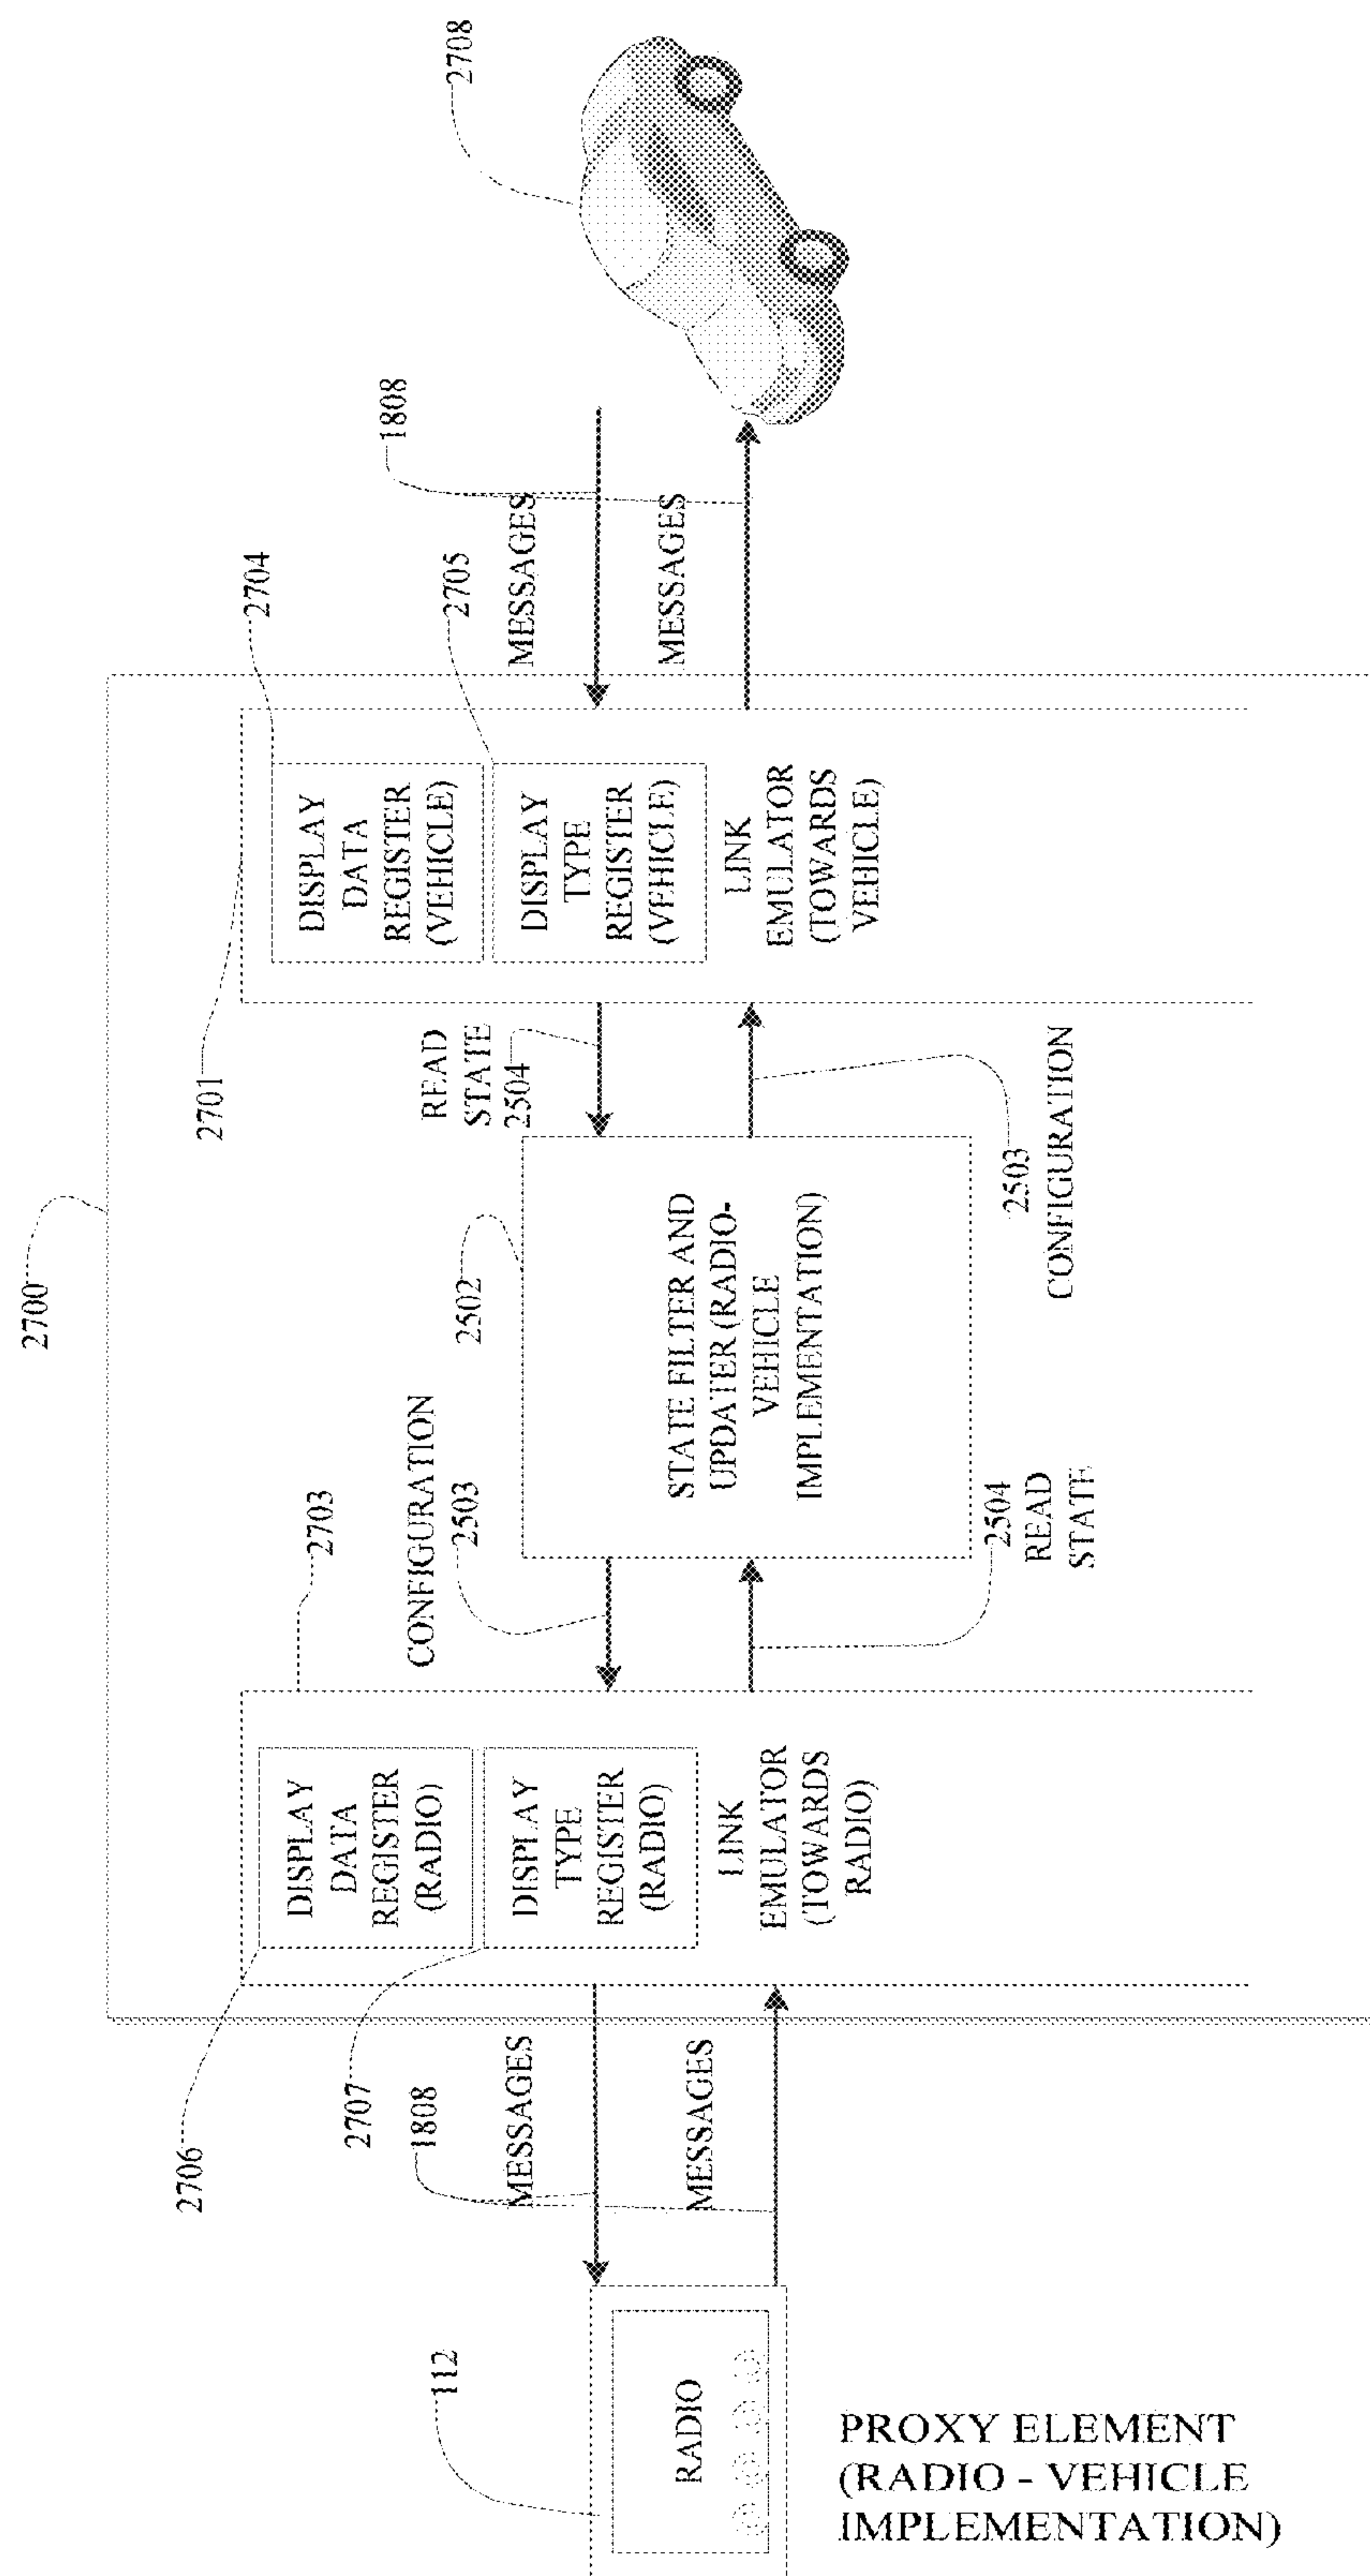 2700
2701
2704
2705
2708
1808
MESSAGES
MESSAGES
DISPLAY
DATA
REGISTER
(VEHICLE)
DISPLAY
TYPE
REGISTER
(VEHICLE)
LINK
EMULATOR
(TOWARDS
VEHICLE)
READ
STATE
2504
2503
CONFIGURATION
2502
STATE FILTER AND
UPDATER (RADIO-
VEHICLE
IMPLEMENTATION)
CONFIGURATION
2503
2504
READ
STATE
2703
DISPLAY
DATA
REGISTER
(RADIO)
DISPLAY
TYPE
REGISTER
(RADIO)
LINK
EMULATOR
(TOWARDS
RADIO)
2706
2707
1808
MESSAGES
MESSAGES
112
RADIO
PROXY ELEMENT
(RADIO - VEHICLE
IMPLEMENTATION)